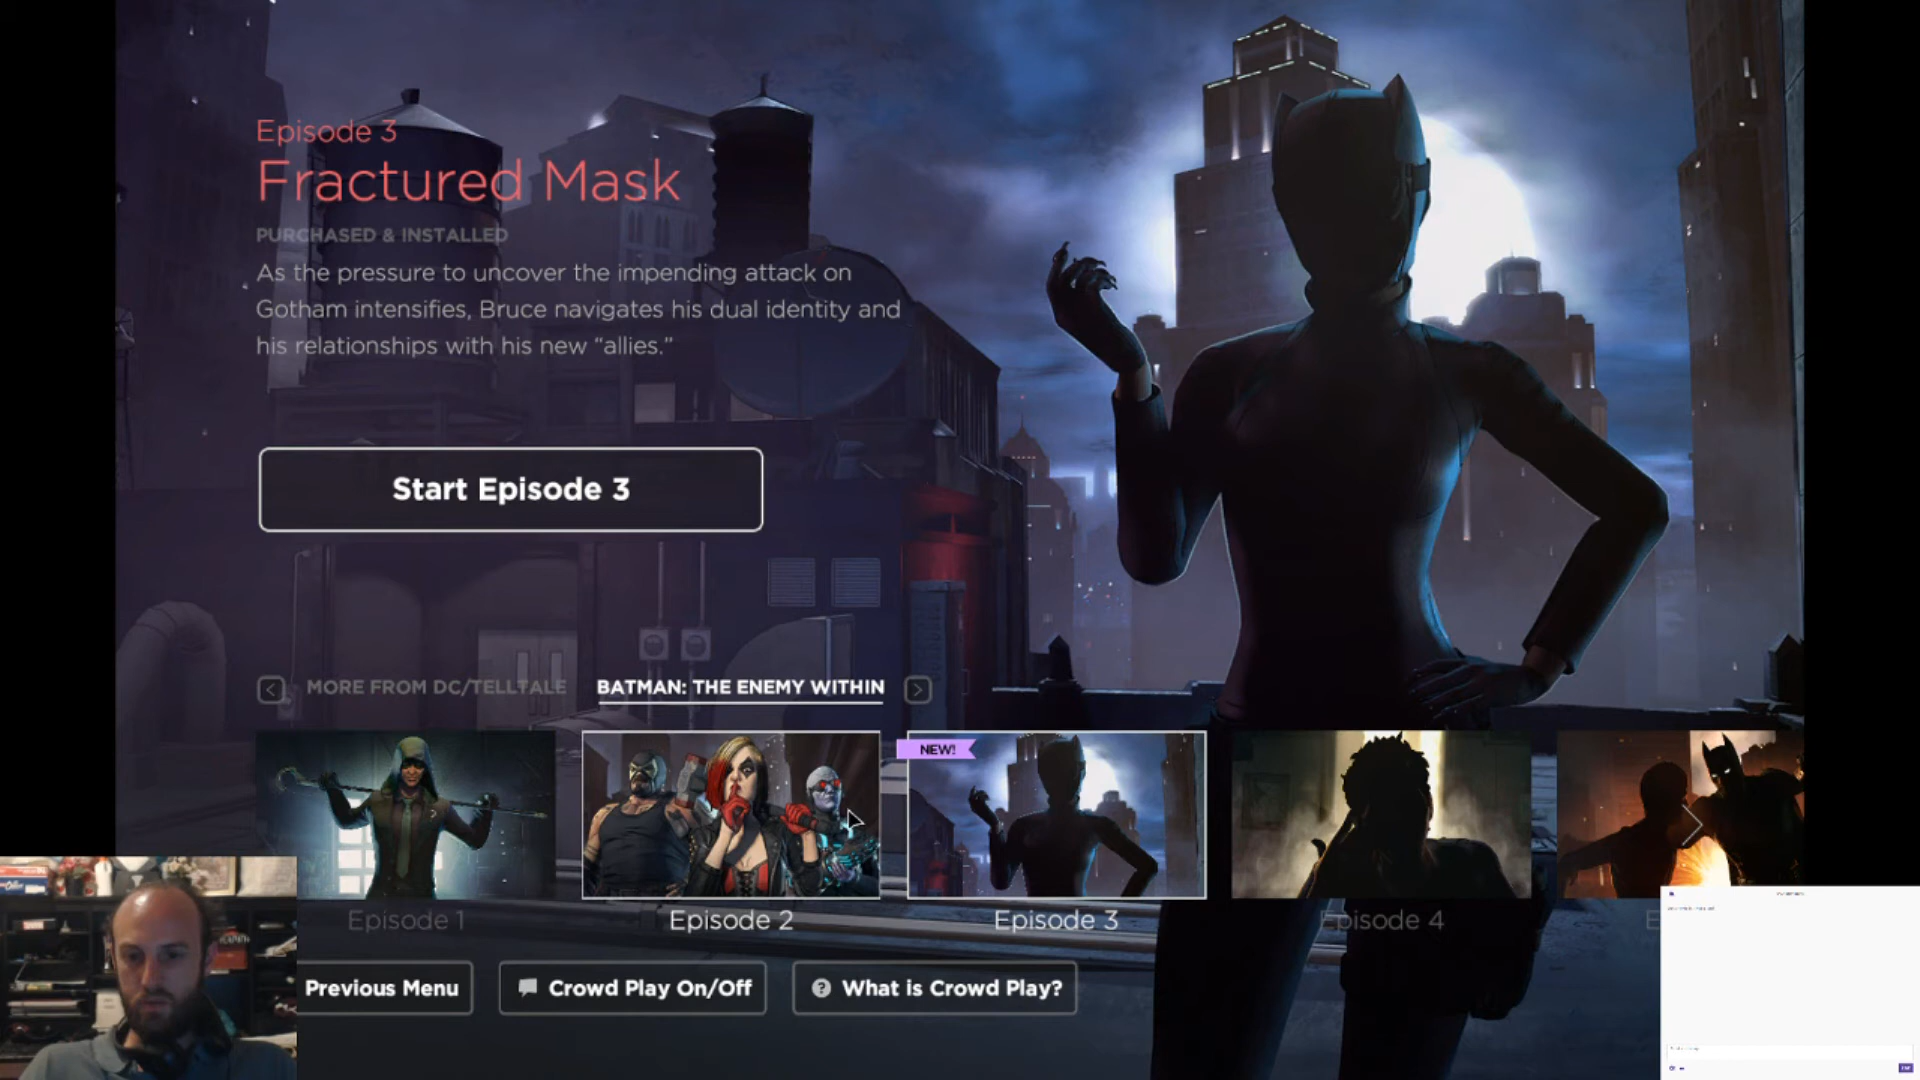 Episode 3
Fractured Mask
PURCHASED & INSTALLED
As the pressure to uncover the impending attack on
Gotham intensifies, Bruce navigates his dual identity and
his relationships with his new “allies.”
Start Episode 3
MORE FROM DC/TELLTALE
BATMAN: THE ENEMY WITHIN
NEW!
Episode 1
Episode 2
Episode 3
Episode 4
Previous Menu
Crowd Play On/Off
What is Crowd Play?